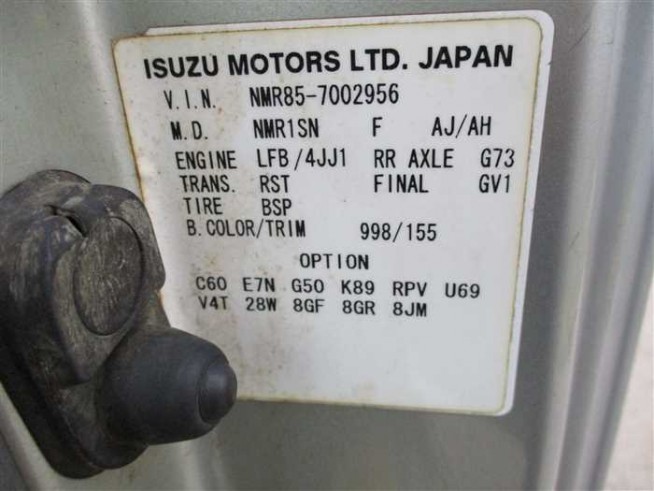 ISUZU MOTORS LTD. JAPAN
V.I.N. NMR85-7002956
M.D. NMR1SN F AJ/AH
ENGINE LFB/4JJ1 RR AXLE G73
TRANS. RST FINAL GV1
TIRE BSP
B.COLOR/TRIM 998/155
OPTION
C60 E7N G50 K89 RPV U69
V4T 28W 8GF 8GR 8JM